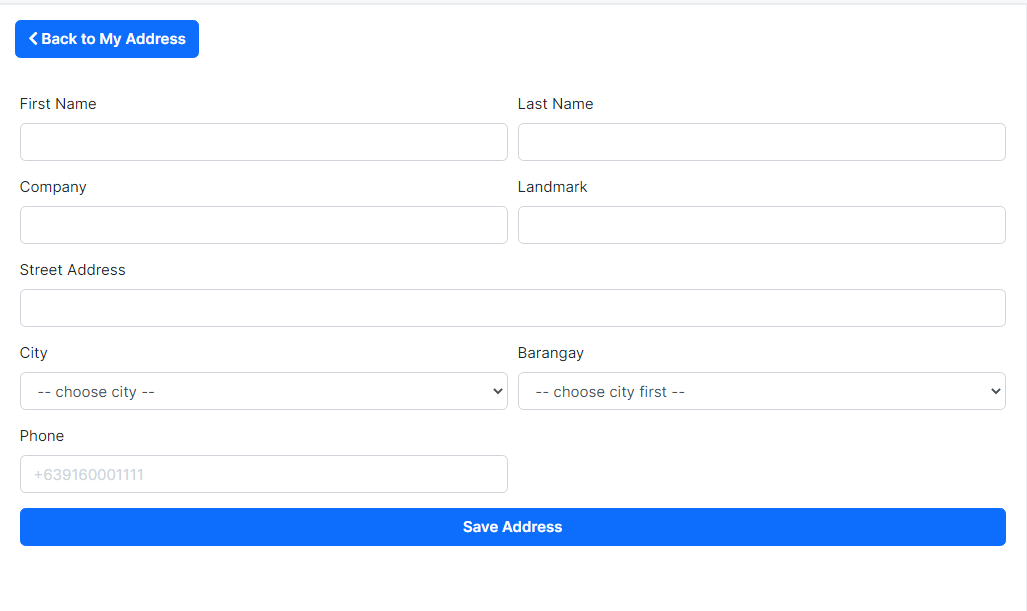 Back to My Address
First Name
Last Name
Company
Landmark
Street Address
City
Barangay
-- choose city --
-- choose city first --
Phone
+639160001111
Save Address